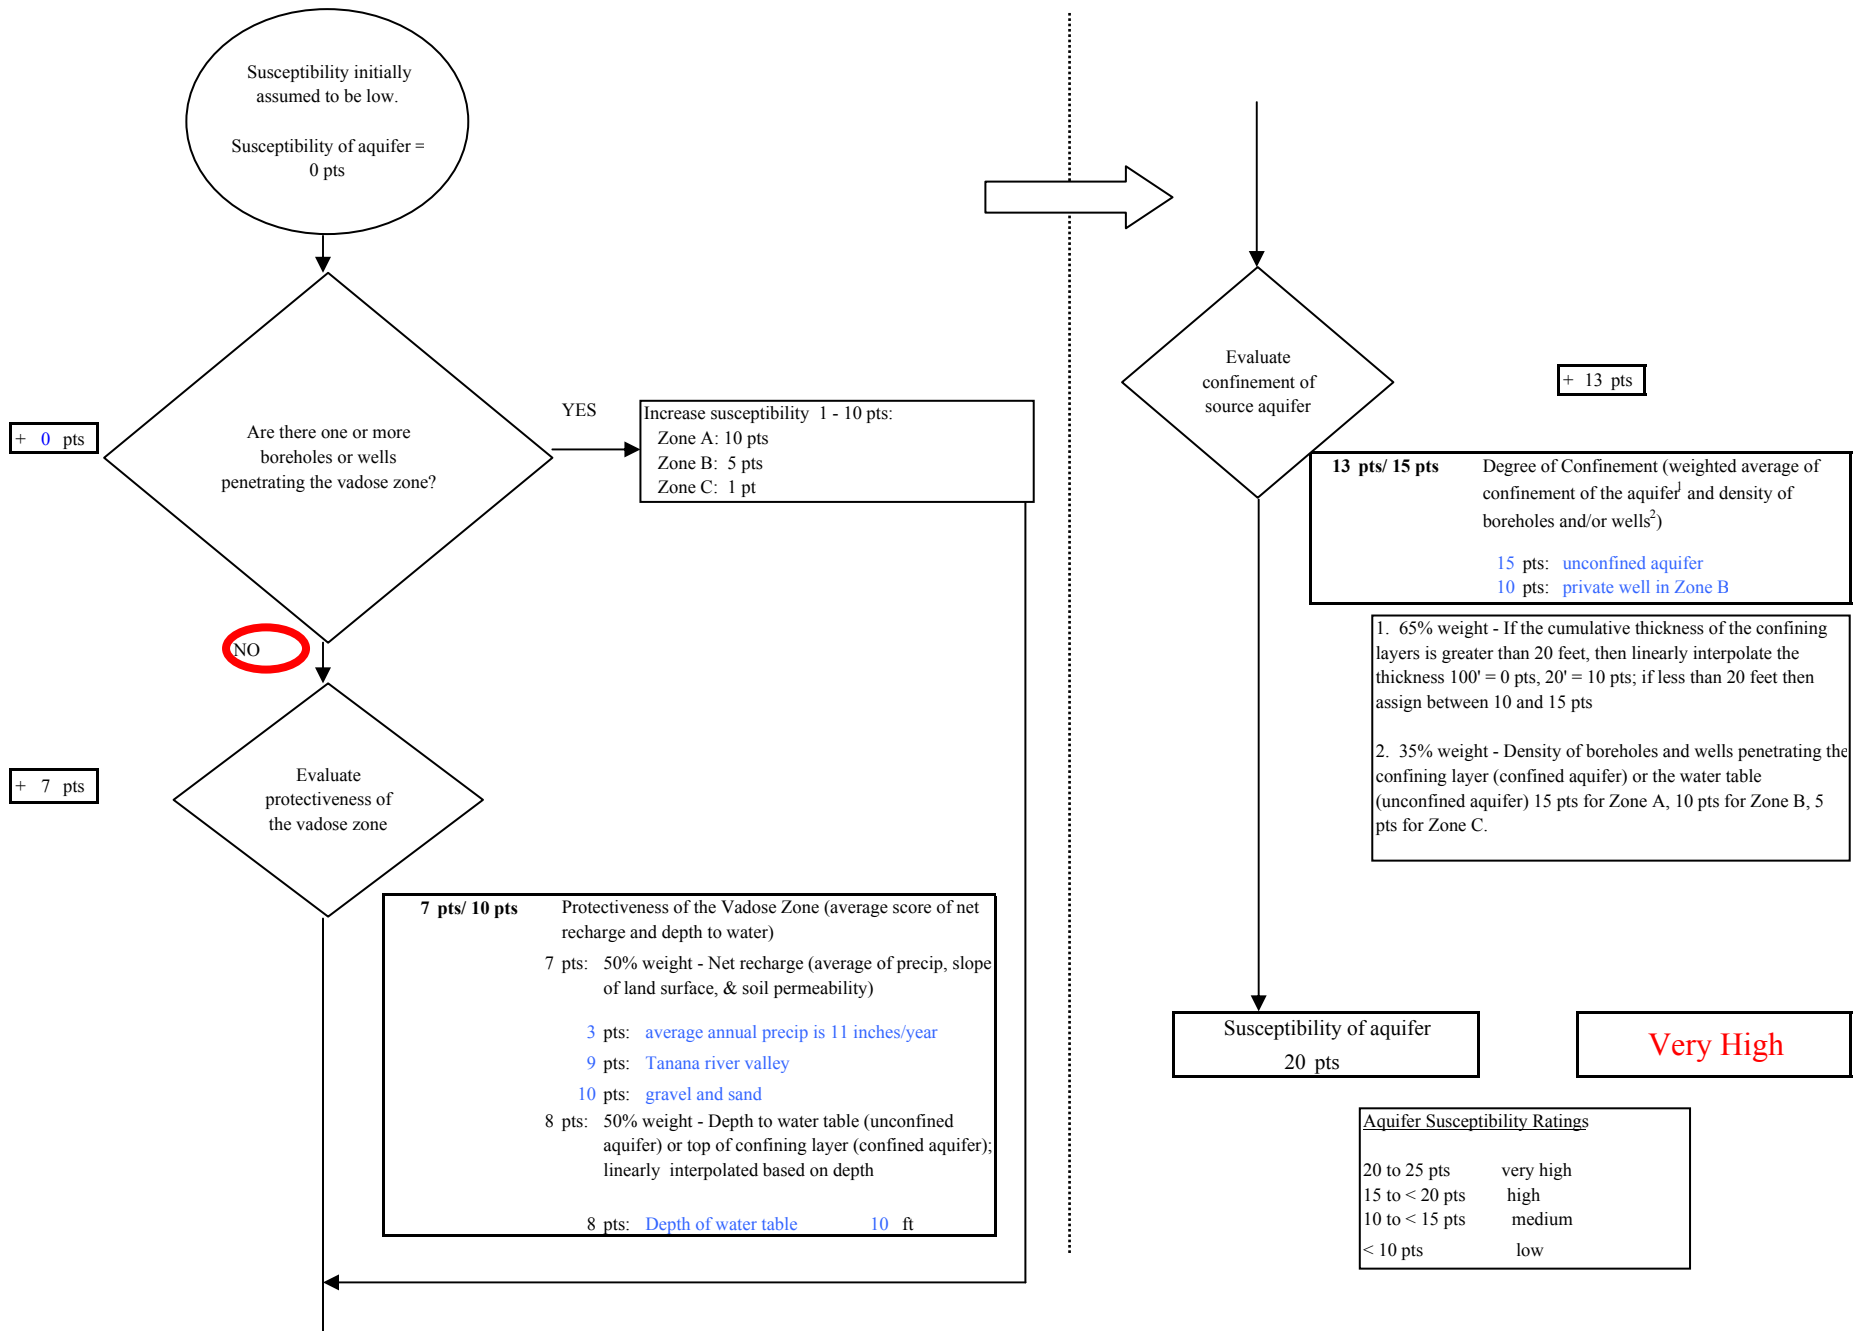 Susceptibility initially
assumed to be low.
Susceptibility of aquifer =
0 pts
+ 0 pts
Are there one or more
boreholes or wells
penetrating the vadose zone?
YES
Increase susceptibility 1 - 10 pts:
Zone A: 10 pts
Zone B: 5 pts
Zone C: 1 pt
NO
+ 7 pts
Evaluate
protectiveness of
the vadose zone
7 pts/ 10 pts Protectiveness of the Vadose Zone (average score of net
recharge and depth to water)
7 pts: 50% weight - Net recharge (average of precip, slope
of land surface, & soil permeability)
3 pts: average annual precip is 11 inches/year
9 pts: Tanana river valley
10 pts: gravel and sand
8 pts: 50% weight - Depth to water table (unconfined
aquifer) or top of confining layer (confined aquifer);
linearly interpolated based on depth
8 pts: Depth of water table 10 ft
Evaluate
confinement of
source aquifer
+ 13 pts
13 pts/ 15 pts Degree of Confinement (weighted average of
confinement of the aquifer1 and density of
boreholes and/or wells2)
15 pts: unconfined aquifer
10 pts: private well in Zone B
1. 65% weight - If the cumulative thickness of the confining
layers is greater than 20 feet, then linearly interpolate the
thickness 100' = 0 pts, 20' = 10 pts; if less than 20 feet then
assign between 10 and 15 pts
2. 35% weight - Density of boreholes and wells penetrating the
confining layer (confined aquifer) or the water table
(unconfined aquifer) 15 pts for Zone A, 10 pts for Zone B, 5
pts for Zone C.
Susceptibility of aquifer
20 pts
Very High
Aquifer Susceptibility Ratings
20 to 25 pts very high
15 to < 20 pts high
10 to < 15 pts medium
< 10 pts low